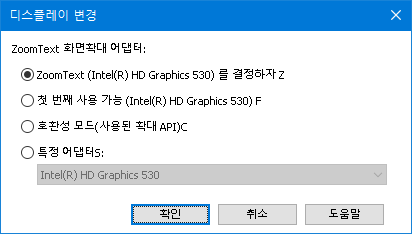 디스플레이 변경
ZoomText 화면확대 어댑터:
ZoomText (Intel(R) HD Graphics 530) 를 결정하자Z
첫 번째 사용 가능 (Intel(R) HD Graphics 530) F
호환성 모드(사용된 확대 API)C
특정 어댑터S:
Intel(R) HD Graphics 530
확인 취소 도움말